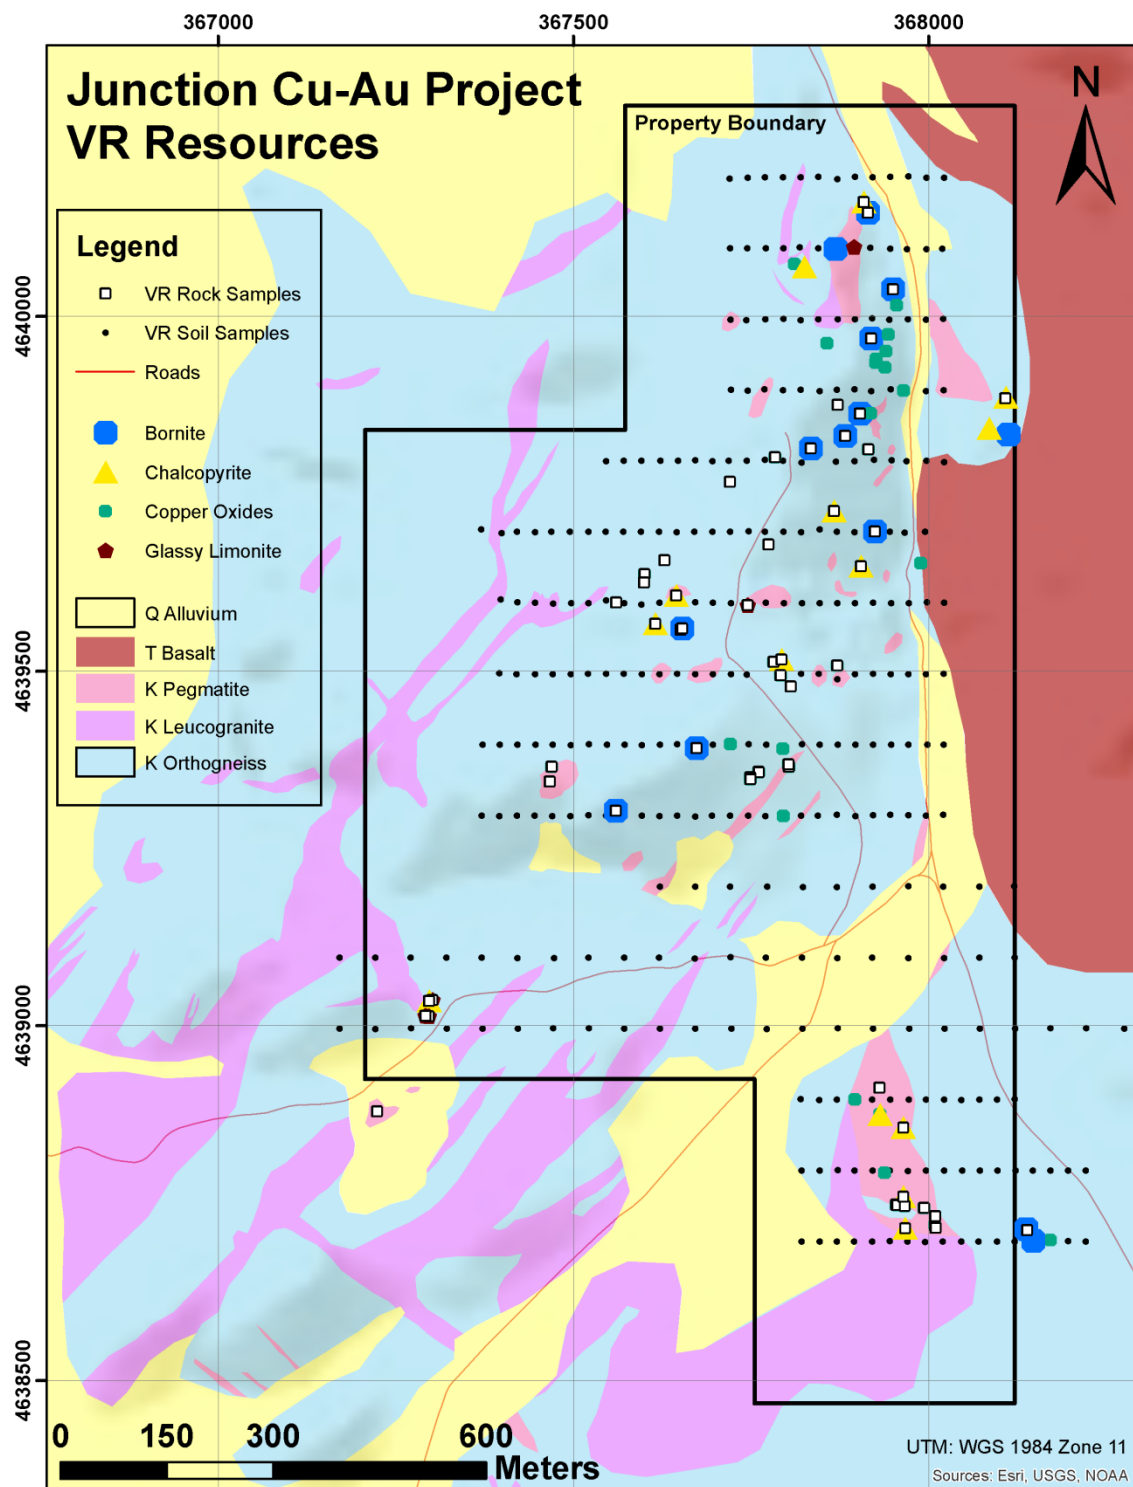 367000
367500
368000
Junction Cu-Au Project
VR Resources
N
Property Boundary
Legend
VR Rock Samples
VR Soil Samples
Roads
Bornite
Chalcopyrite
Copper Oxides
Glassy Limonite
Q Alluvium
T Basalt
K Pegmatite
K Leucogranite
K Orthogneiss
4640000
4639500
4639000
4638500
0 150 300 600
Meters
UTM: WGS 1984 Zone 11
Sources: Esri, USGS, NOAA